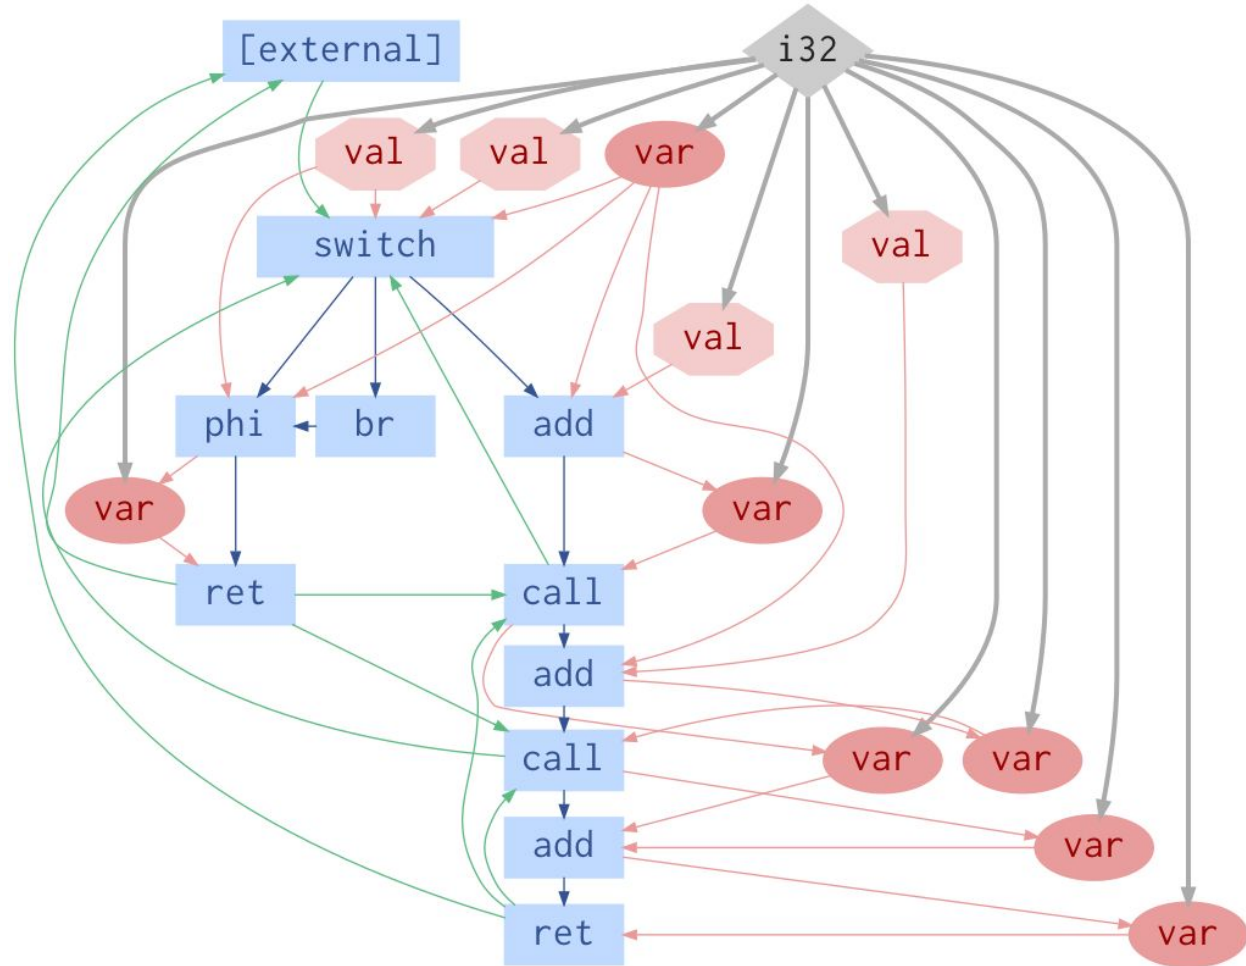 [external]
i32
val
val
var
switch
val
val
phi
br
add
var
var
ret
call
add
call
var
var
add
var
ret
var